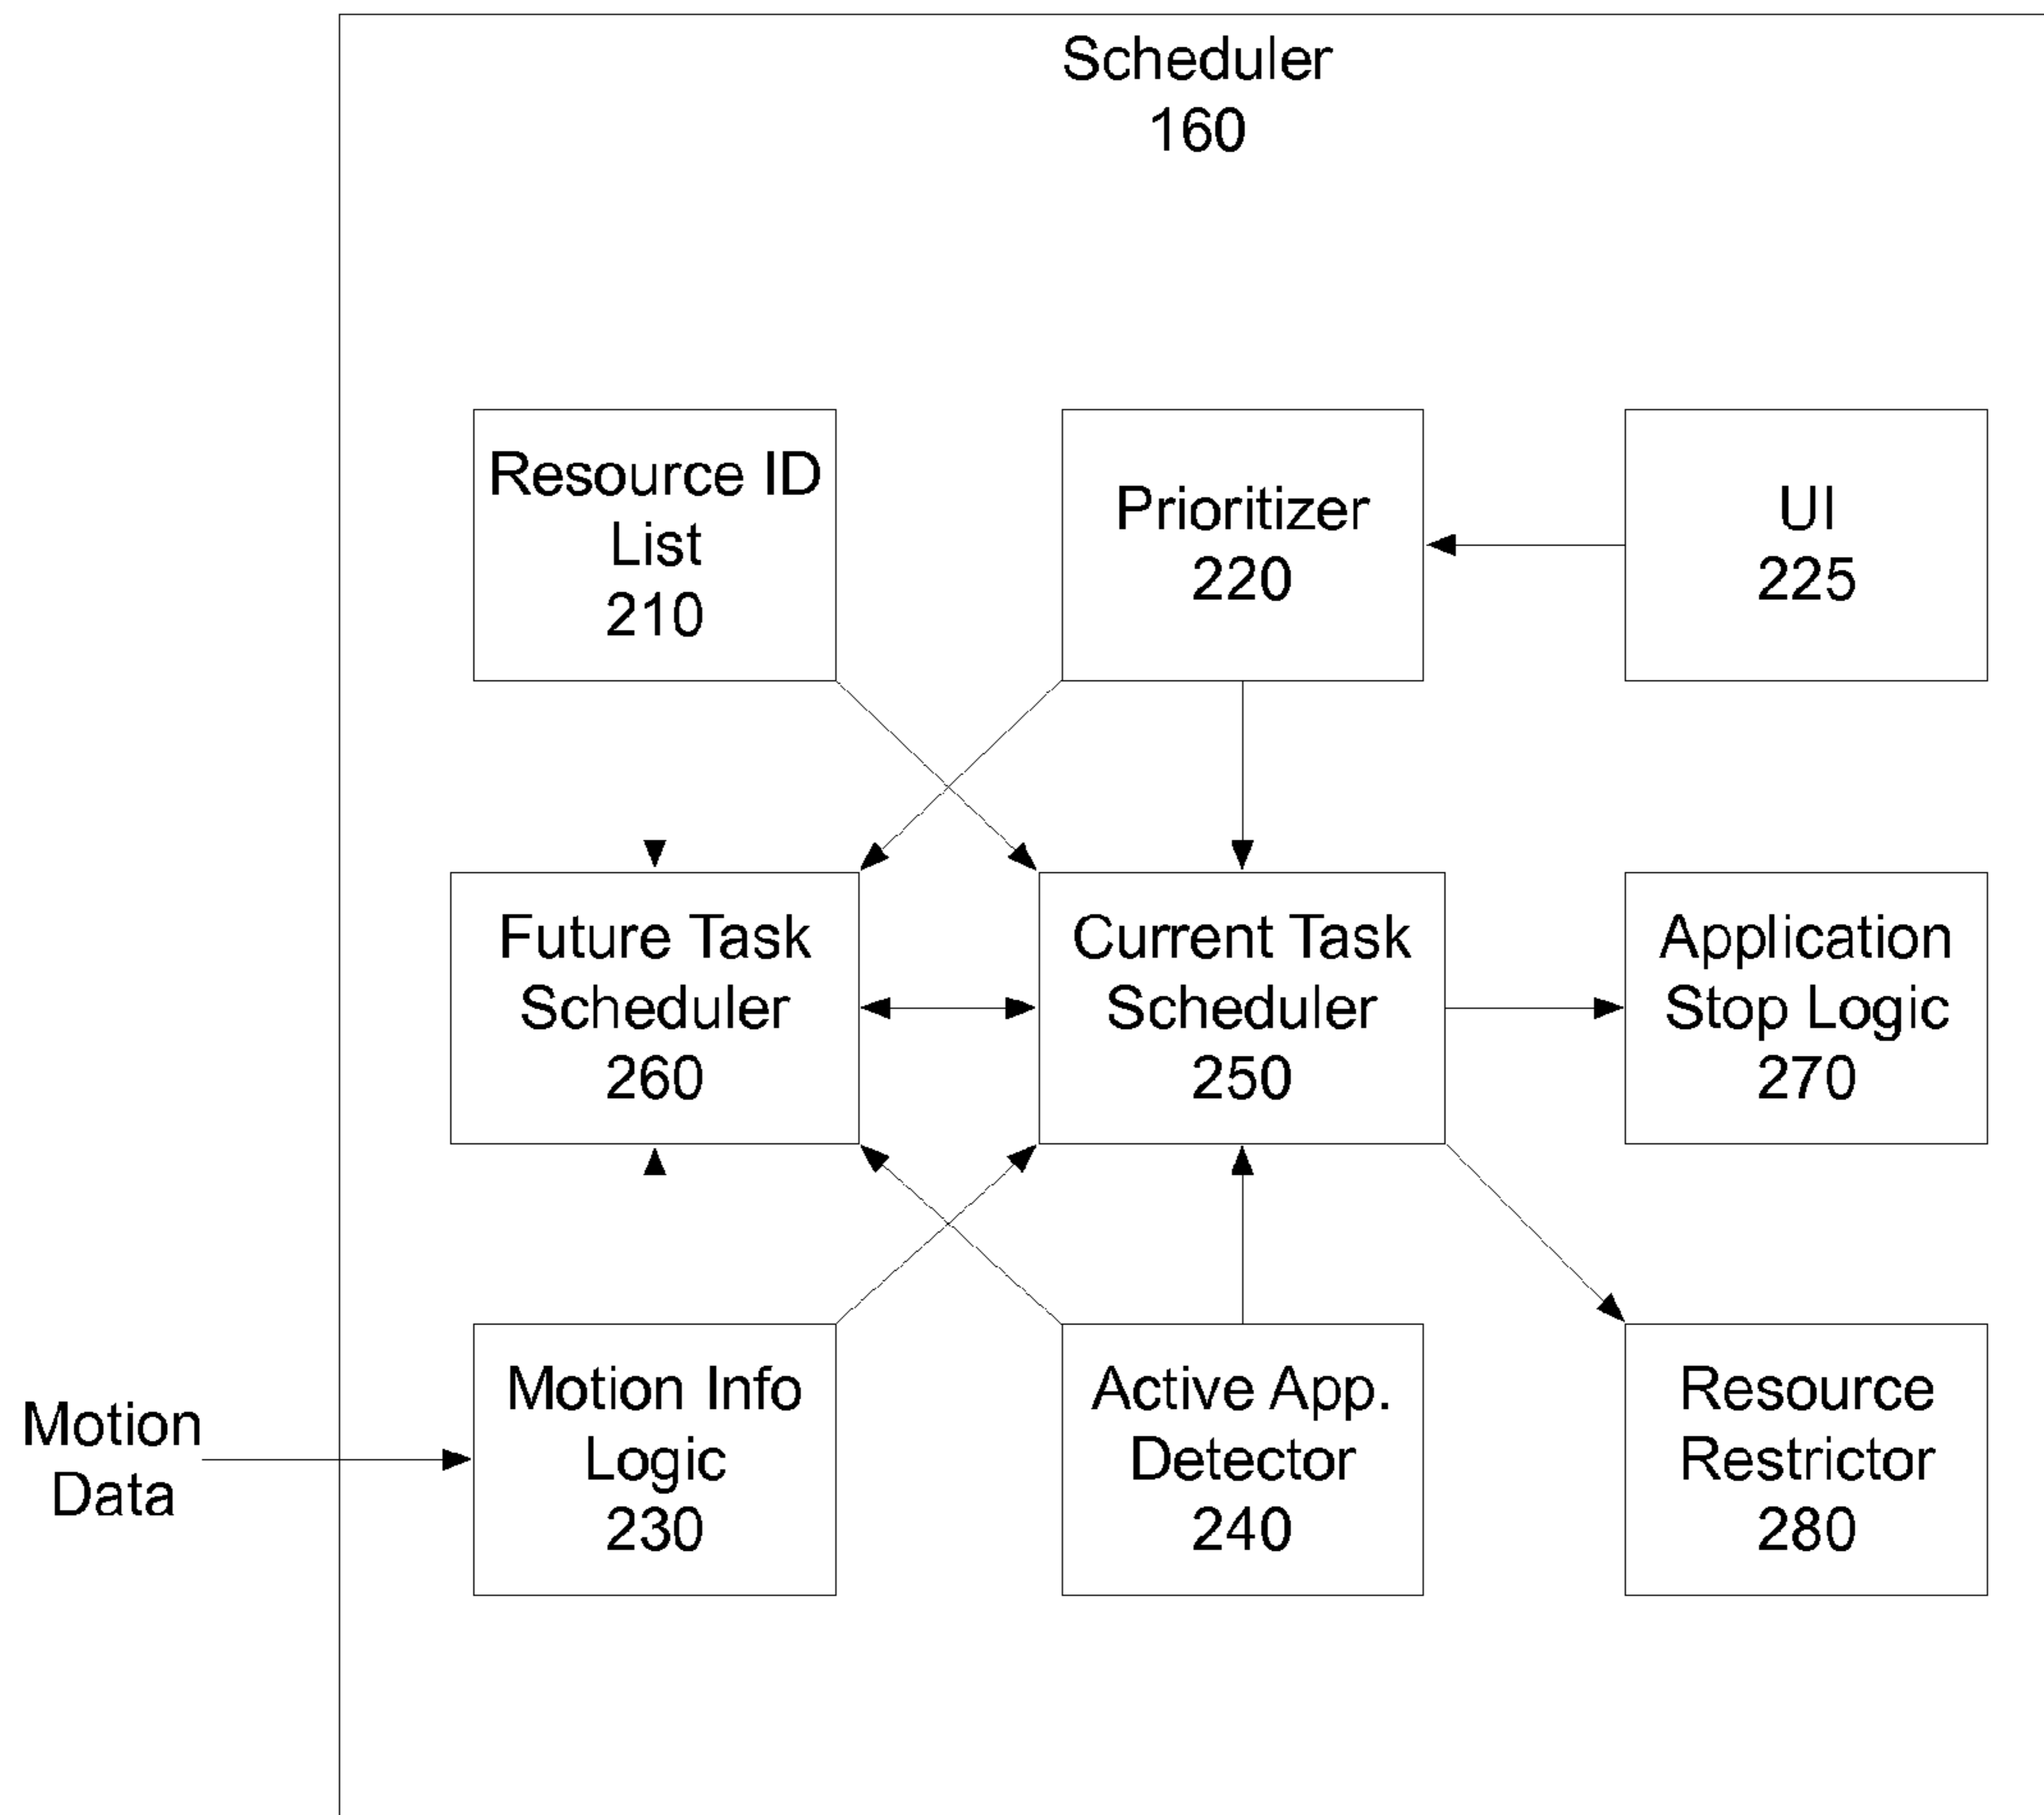 Scheduler
160
Resource ID
List
210
Prioritizer
220
UI
225
Future Task
Scheduler
260
Current Task
Scheduler
250
Application
Stop Logic
270
Motion
Data
Motion Info
Logic
230
Active App.
Detector
240
Resource
Restrictor
280